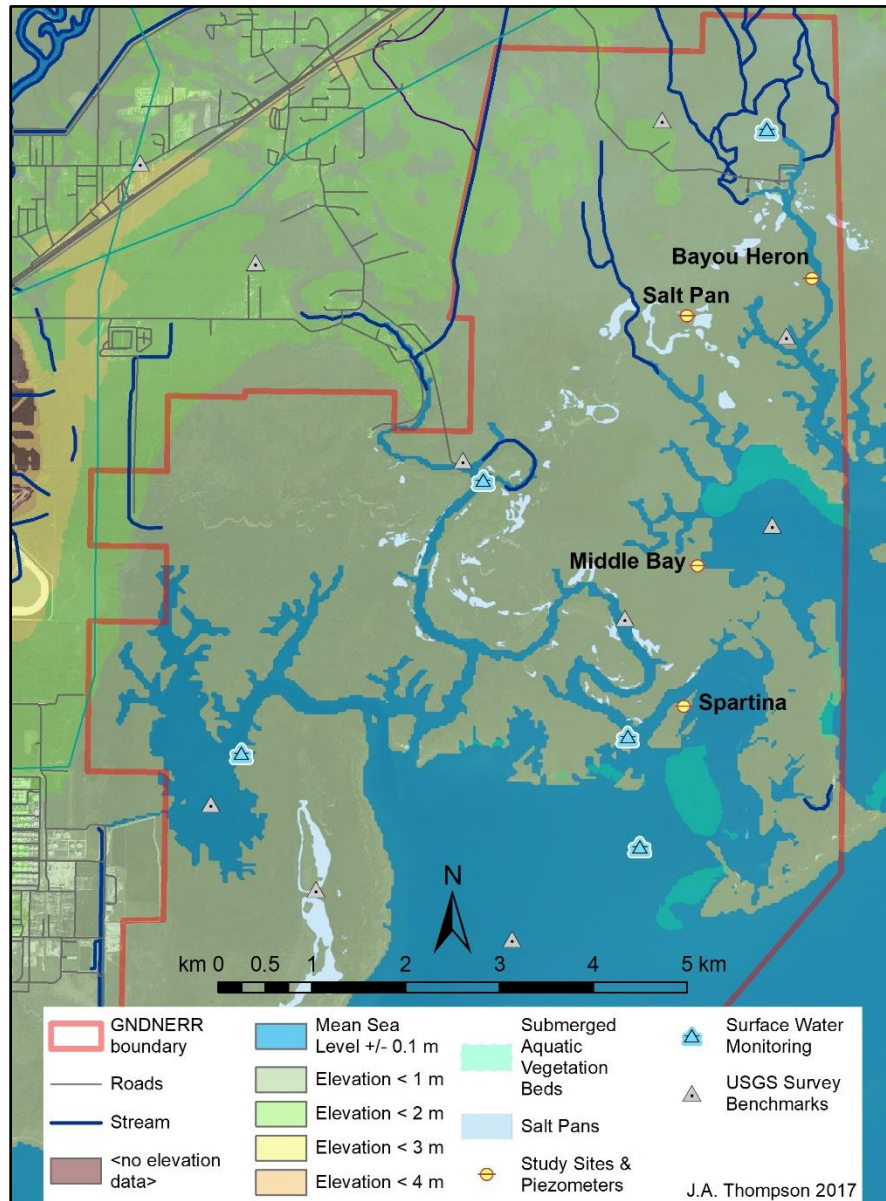 Bayou Heron
Salt Pan
Middle Bay
Spartina
N
km 0 0.5 1 2 3 4 5 km
GNDNERR
boundary
Roads
Stream
<no elevation
data>
Mean Sea
Level +/- 0.1 m
Elevation < 1 m
Elevation < 2 m
Elevation < 3 m
Elevation < 4 m
Submerged
Aquatic
Vegetation
Beds
Salt Pans
Study Sites &
Piezometers
Surface Water
Monitoring
USGS Survey
Benchmarks
J.A. Thompson 2017